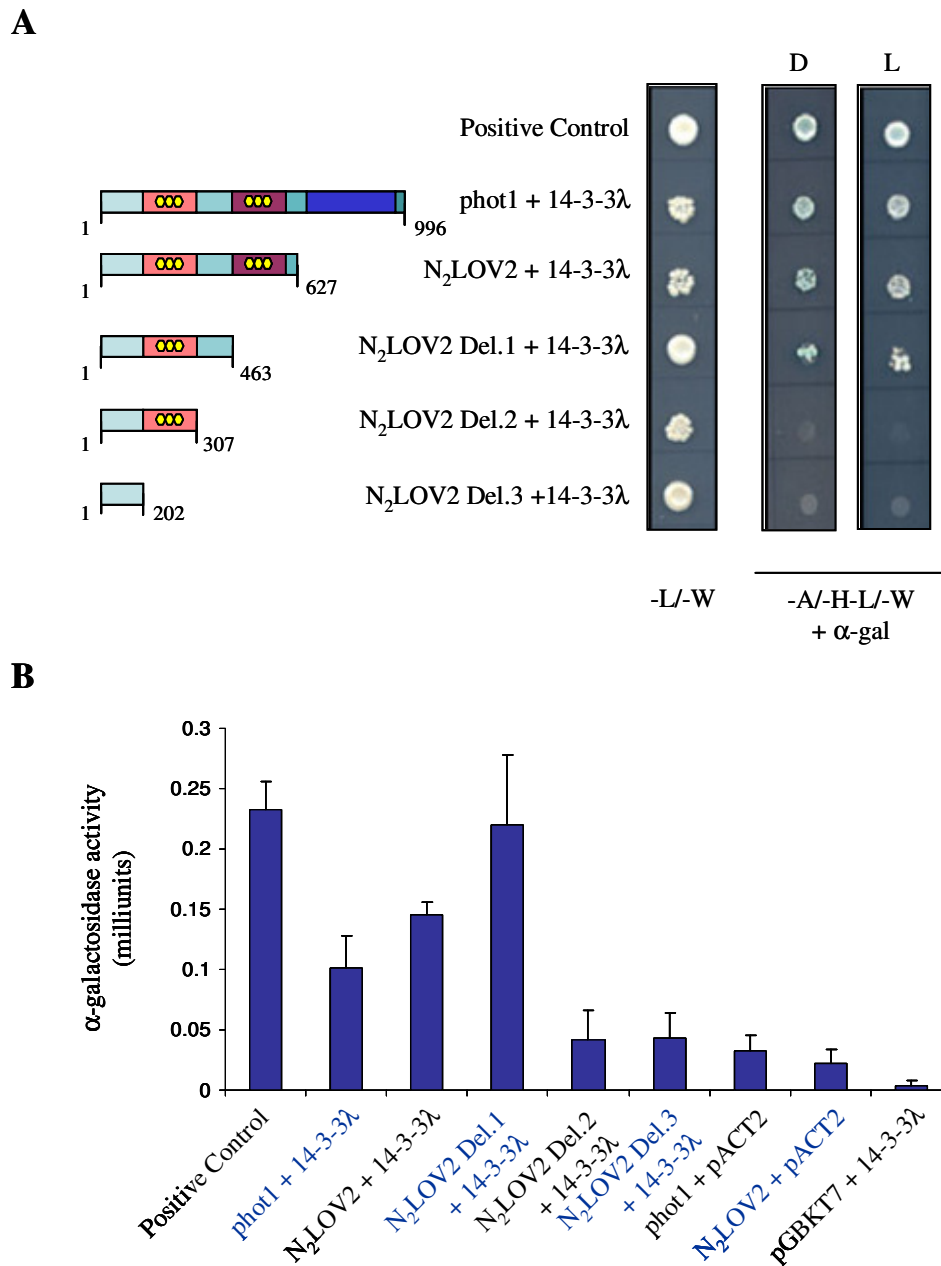 A
D L
Positive Control
phot1 + 14-3-3λ
1 996
N₂LOV2 + 14-3-3λ
1 627
N₂LOV2 Del.1 + 14-3-3λ
1 463
N₂LOV2 Del.2 + 14-3-3λ
1 307
N₂LOV2 Del.3 +14-3-3λ
1 202
-L/-W
-A/-H-L/-W
+ α-gal
B
α-galactosidase activity
(milliunits)
0.3
0.25
0.2
0.15
0.1
0.05
0
Positive Control
phot1 + 14-3-3λ
N₂LOV2 + 14-3-3λ
N₂LOV2 Del.1
+ 14-3-3λ
N₂LOV2 Del.2
+ 14-3-3λ
N₂LOV2 Del.3
+ 14-3-3λ
phot1 + pACT2
N₂LOV2 + pACT2
pGBKT7 + 14-3-3λ